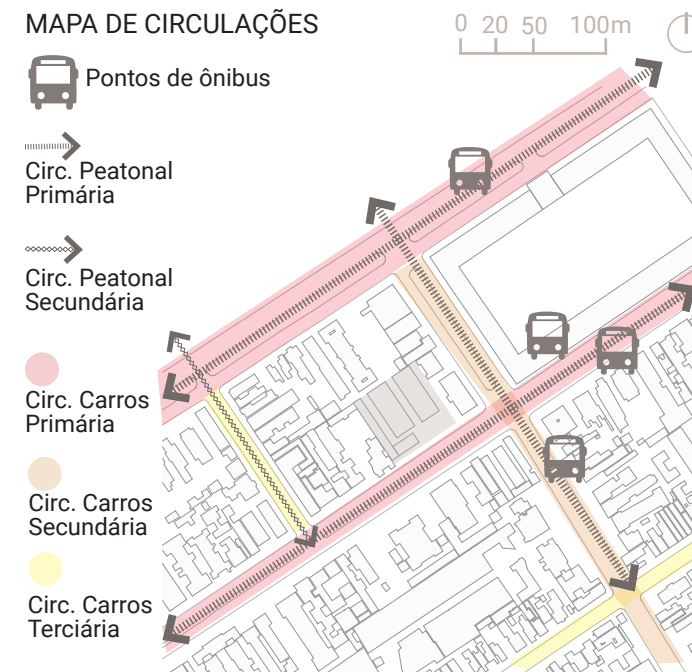 MAPA DE CIRCULAÇÕES
0 20 50 100m
Pontos de ônibus
Circ. Peatonal
Primária
Circ. Peatonal
Secundária
Circ. Carros
Primária
Circ. Carros
Secundária
Circ. Carros
Terciária